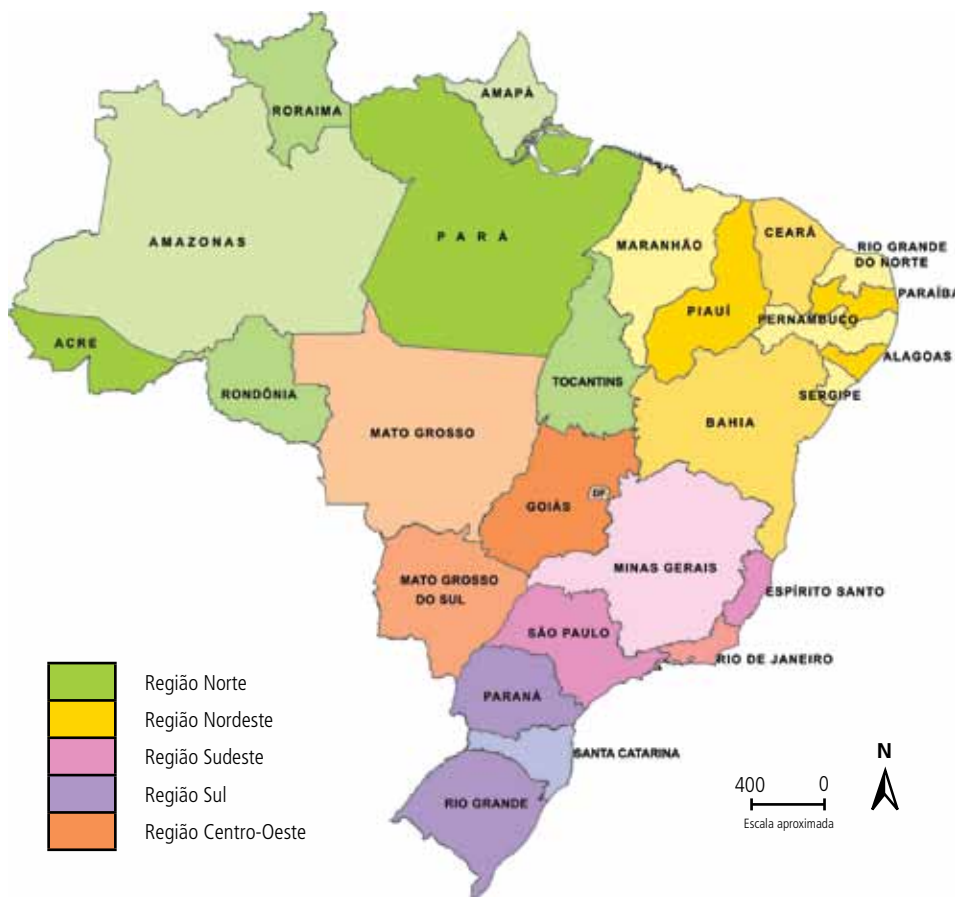 RORAIMA
AMAPÁ
AMAZONAS
PARÁ
MARANHÃO
CEARÁ
RIO GRANDE
DO NORTE
PARAÍBA
PIAUÍ
PERNAMBUCO
ACRE
ALAGOAS
RONDÔNIA
TOCANTINS
SERGIPE
BAHIA
MATO GROSSO
DF
GOIÁS
MINAS GERAIS
MATO GROSSO
DO SUL
ESPÍRITO SANTO
SÃO PAULO
RIO DE JANEIRO
PARANÁ
SANTA CATARINA
RIO GRANDE
Região Norte
Região Nordeste
Região Sudeste
Região Sul
Região Centro-Oeste
N
400 0
Escala aproximada